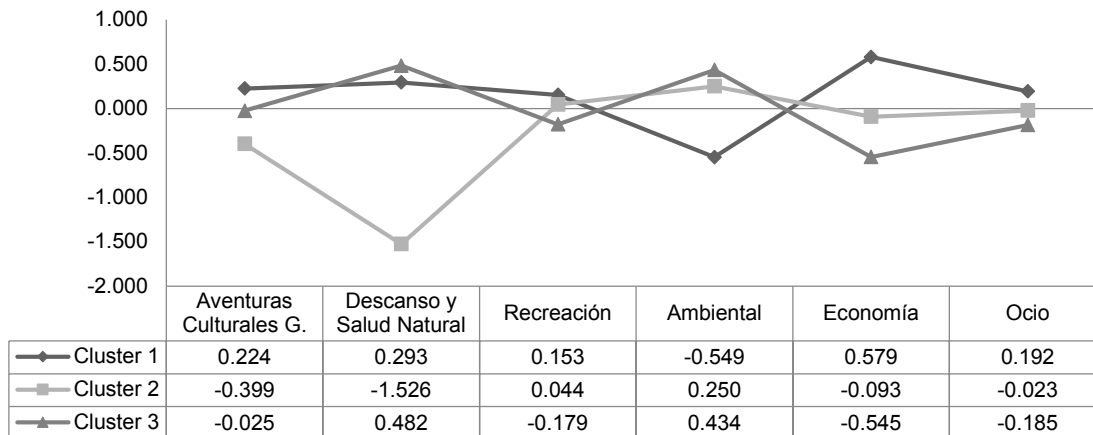 1.000
0.500
0.000
-0.500
-1.000
-1.500
-2.000
Aventuras Culturales G. Descanso y Salud Natural Recreación Ambiental Economía Ocio
Cluster 1 0.224 0.293 0.153 -0.549 0.579 0.192
Cluster 2 -0.399 -1.526 0.044 0.250 -0.093 -0.023
Cluster 3 -0.025 0.482 -0.179 0.434 -0.545 -0.185